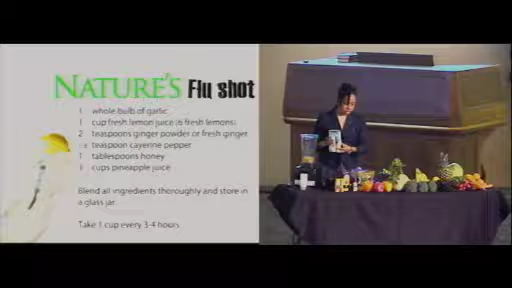 NATURE'S Flu shot
1 whole bulb of garlic
1 cup fresh lemon juice (6 fresh lemons)
2 teaspoons ginger powder or fresh ginger
teaspoon cayenne pepper
tablespoons honey
cups pineapple juice
Blend all ingredients thoroughly and store in
a glass jar.
Take 1 cup every 3-4 hours